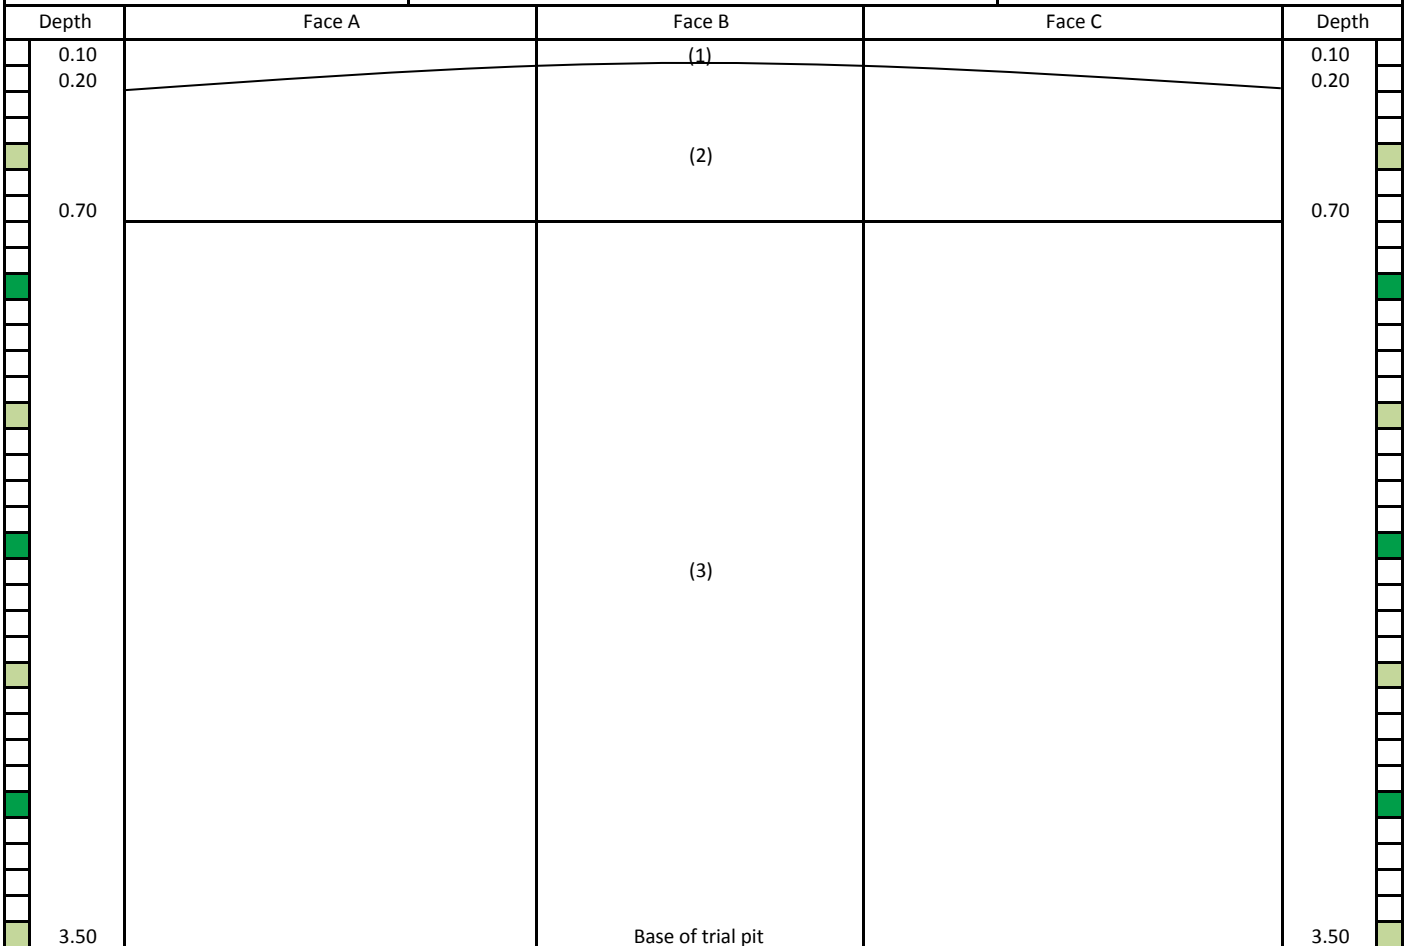 Depth Face A Face B Face C Depth
0.10 (1) 0.10
0.20 0.20
(2)
0.70 0.70
(3)
3.50 Base of trial pit 3.50